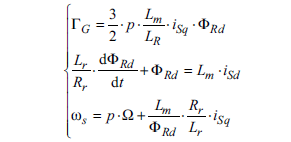 Γ_G = 3/2 · p · L_m/L_R · i_Sq · Φ_Rd
L_r/R_r · dΦ_Rd/dt + Φ_Rd = L_m · i_Sd
ω_s = p · Ω + L_m/Φ_Rd · R_r/L_r · i_Sq